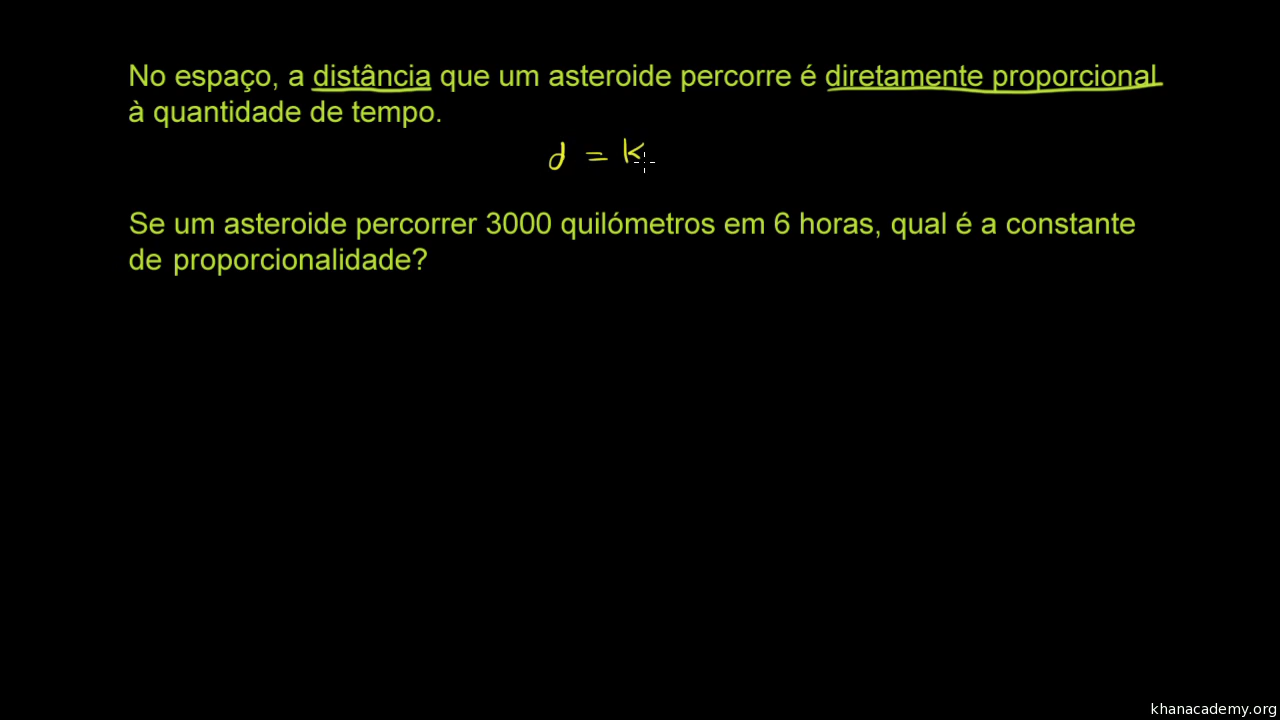 No espaço, a distância que um asteroide percorre é diretamente proporcional
à quantidade de tempo.
d = K
Se um asteroide percorrer 3000 quilómetros em 6 horas, qual é a constante
de proporcionalidade?
khanacademy.org